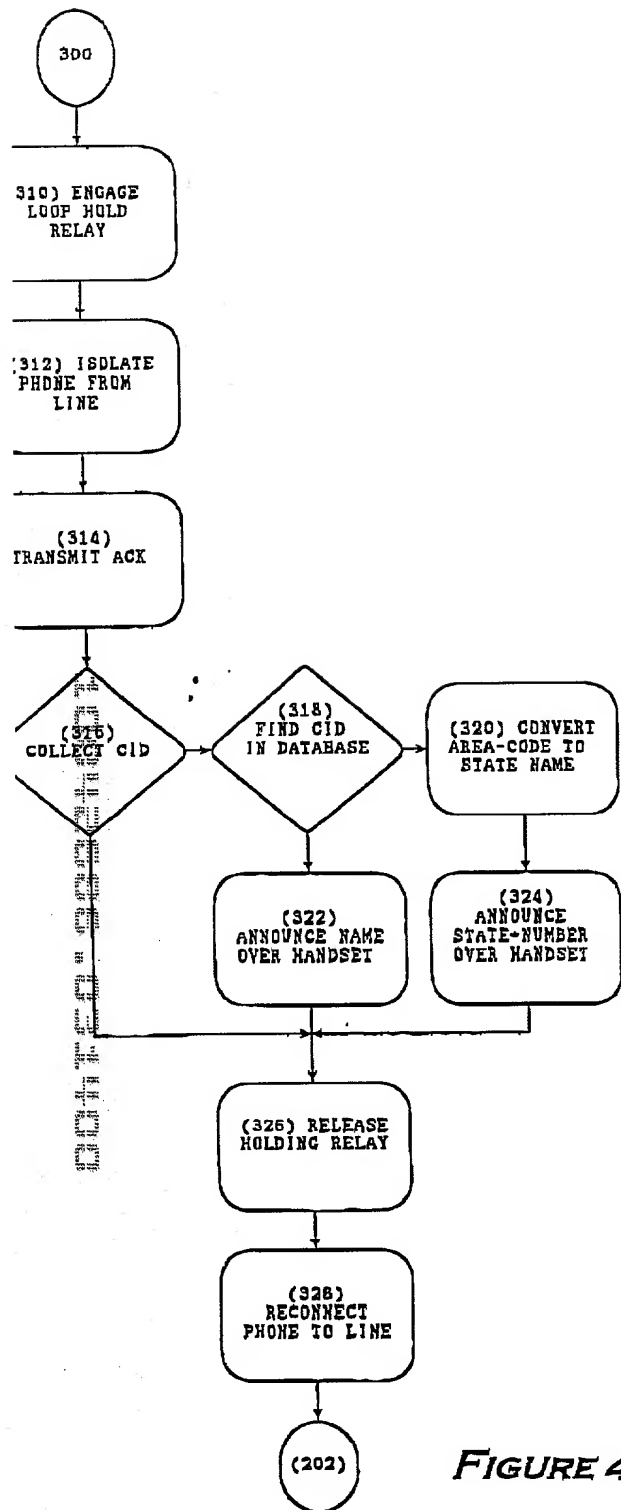 300
310) ENGAGE
LOOP HOLD
RELAY
(312) ISOLATE
PHONE FROM
LINE
(314)
TRANSMIT ACK
(316)
COLLECT CID
(318)
FIND CID
IN DATABASE
(320) CONVERT
AREA-CODE TO
STATE NAME
(322)
ANNOUNCE NAME
OVER HANDSET
(324)
ANNOUNCE
STATE-NUMBER
OVER HANDSET
(326) RELEASE
HOLDING RELAY
(328)
RECONNECT
PHONE TO LINE
(202)
FIGURE 4